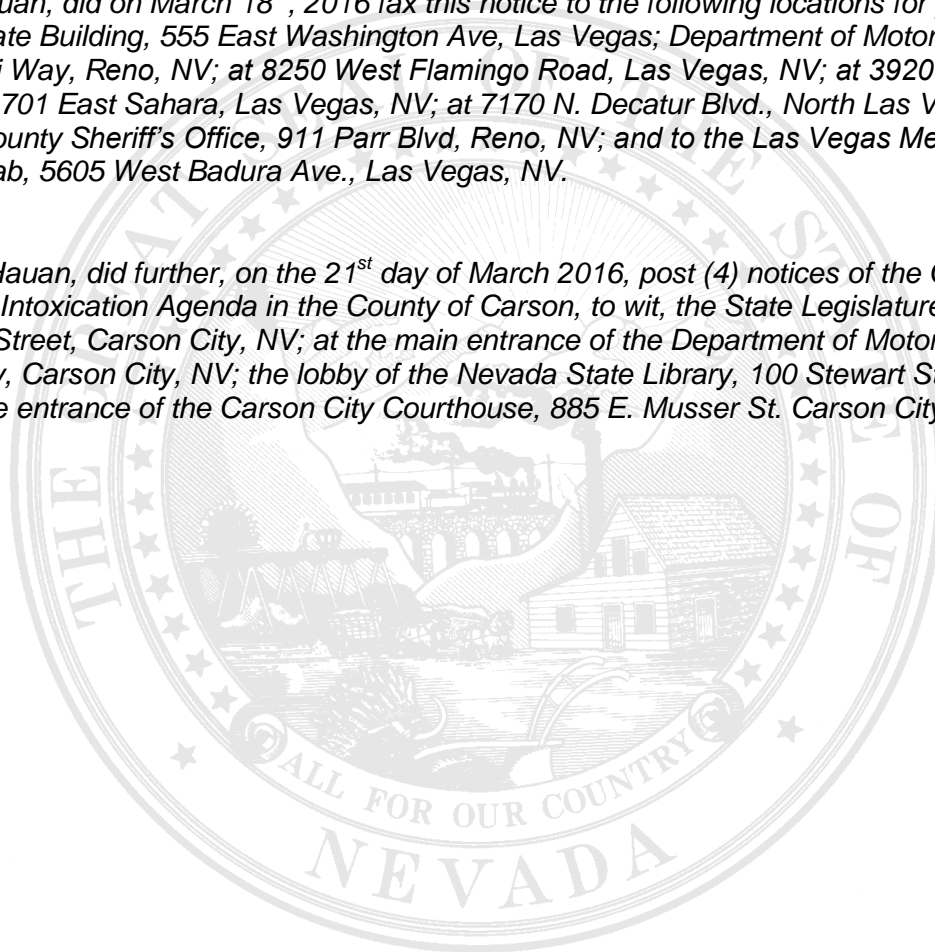 uan, did on March 18 , 2016 fax this notice to the following locations for
ate Building, 555 East Washington Ave, Las Vegas; Department of Motor
i Way, Reno, NV; at 8250 West Flamingo Road, Las Vegas, NV; at 3920
701 East Sahara, Las Vegas, NV; at 7170 N. Decatur Blvd., North Las V
ounty Sheriff's Office, 911 Parr Blvd, Reno, NV; and to the Las Vegas Me
ab, 5605 West Badura Ave., Las Vegas, NV.
Hauan, did further, on the 21st day of March 2016, post (4) notices of the C
Intoxication Agenda in the County of Carson, to wit, the State Legislature
Street, Carson City, NV; at the main entrance of the Department of Motor
y, Carson City, NV; the lobby of the Nevada State Library, 100 Stewart St
e entrance of the Carson City Courthouse, 885 E. Musser St. Carson City
THE GREAT SEAL OF THE STATE OF
ALL FOR OUR COUNTRY
NEVADA